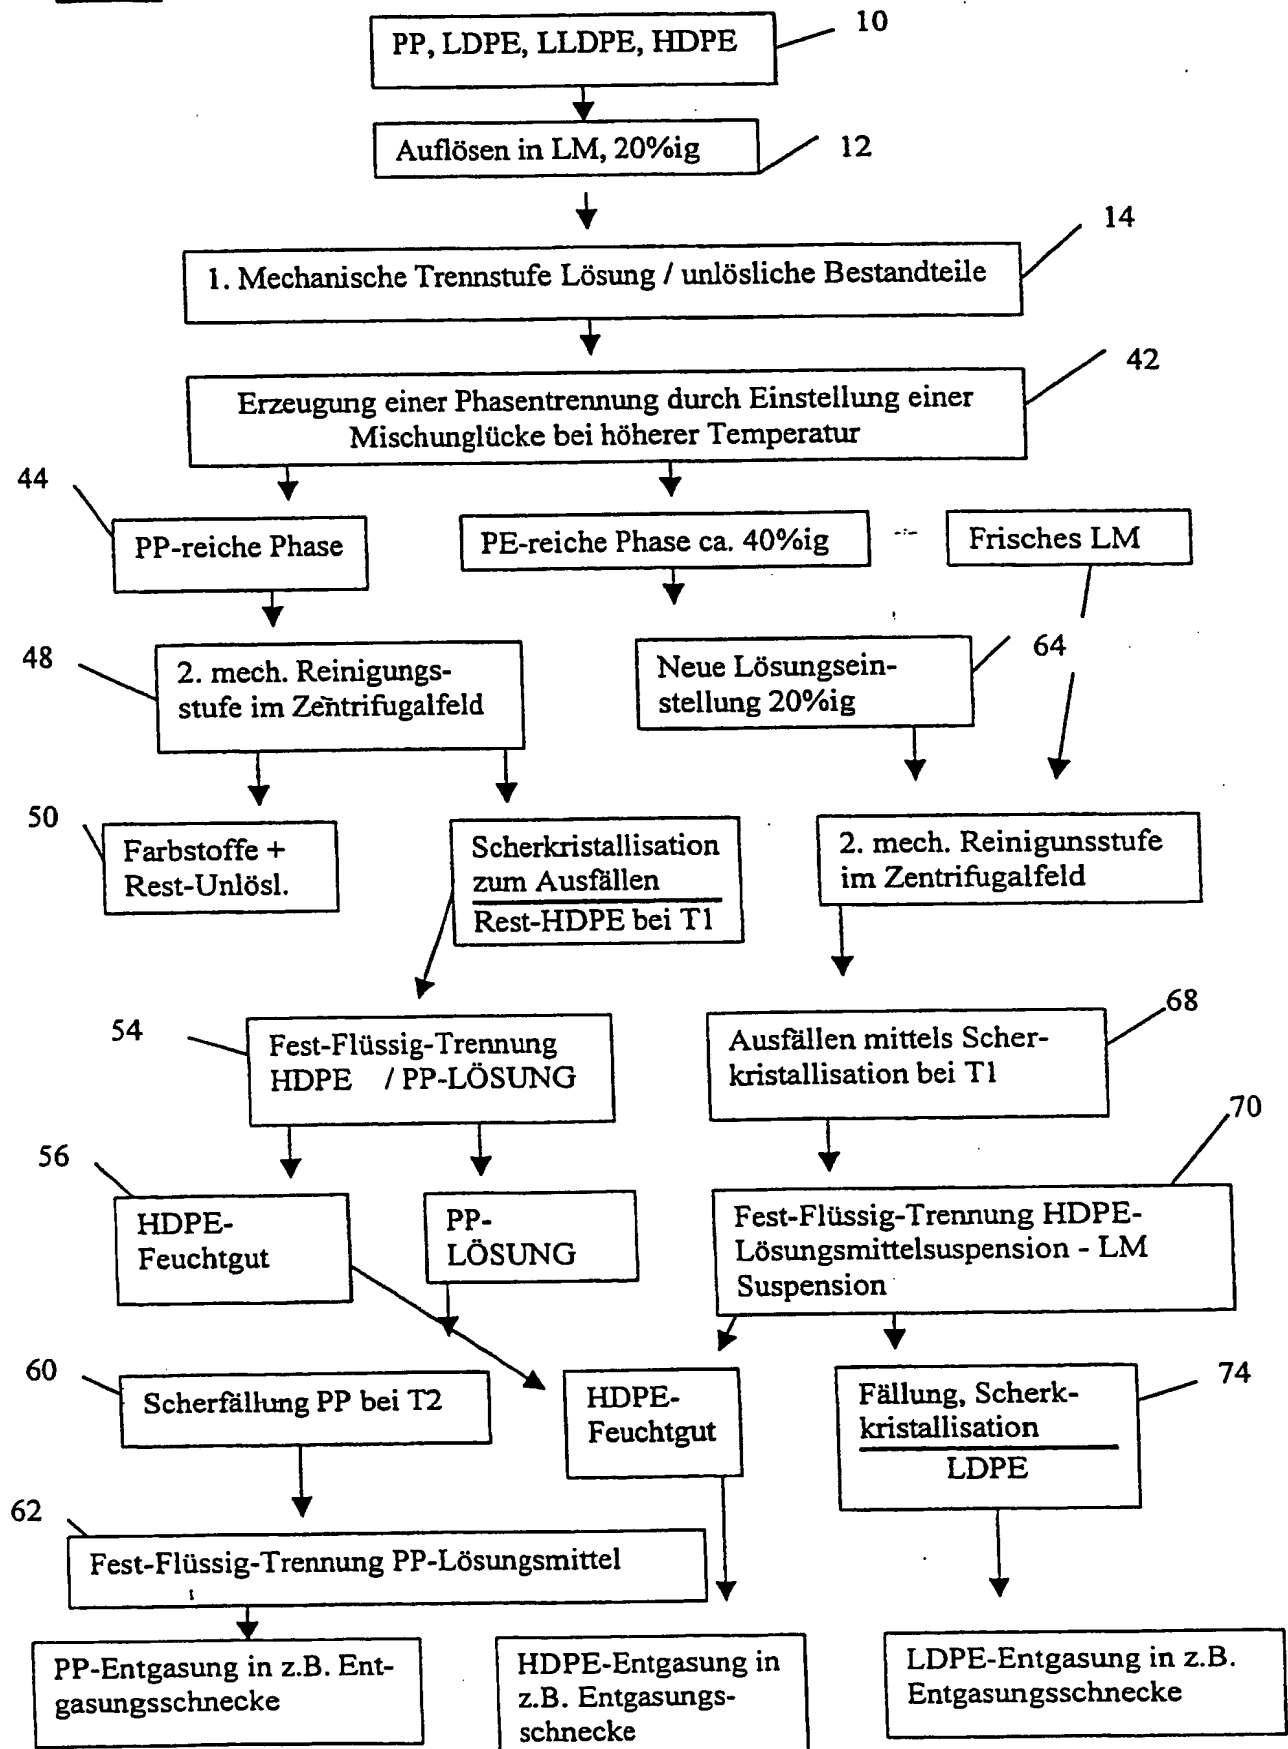 10
PP, LDPE, LLDPE, HDPE
Auflösen in LM, 20%ig
12
14
1. Mechanische Trennstufe Lösung / unlösliche Bestandteile
42
Erzeugung einer Phasentrennung durch Einstellung einer
Mischunglücke bei höherer Temperatur
44
PP-reiche Phase
PE-reiche Phase ca. 40%ig
Frisches LM
48
2. mech. Reinigungs-
stufe im Zentrifugalfeld
64
Neue Lösungsein-
stellung 20%ig
50
Farbstoffe +
Rest-Unlösl.
Scherkristallisation
zum Ausfällen
Rest-HDPE bei T1
2. mech. Reinigunsstufe
im Zentrifugalfeld
54
Fest-Flüssig-Trennung
HDPE / PP-LÖSUNG
68
Ausfällen mittels Scher-
kristallisation bei T1
56
HDPE-
Feuchtgut
PP-
LÖSUNG
70
Fest-Flüssig-Trennung HDPE-
Lösungsmittelsuspension - LM
Suspension
60
Scherfällung PP bei T2
HDPE-
Feuchtgut
74
Fällung, Scherk-
kristallisation
LDPE
62
Fest-Flüssig-Trennung PP-Lösungsmittel
PP-Entgasung in z.B. Ent-
gasungsschnecke
HDPE-Entgasung in
z.B. Entgasungs-
schnecke
LDPE-Entgasung in z.B.
Entgasungsschnecke